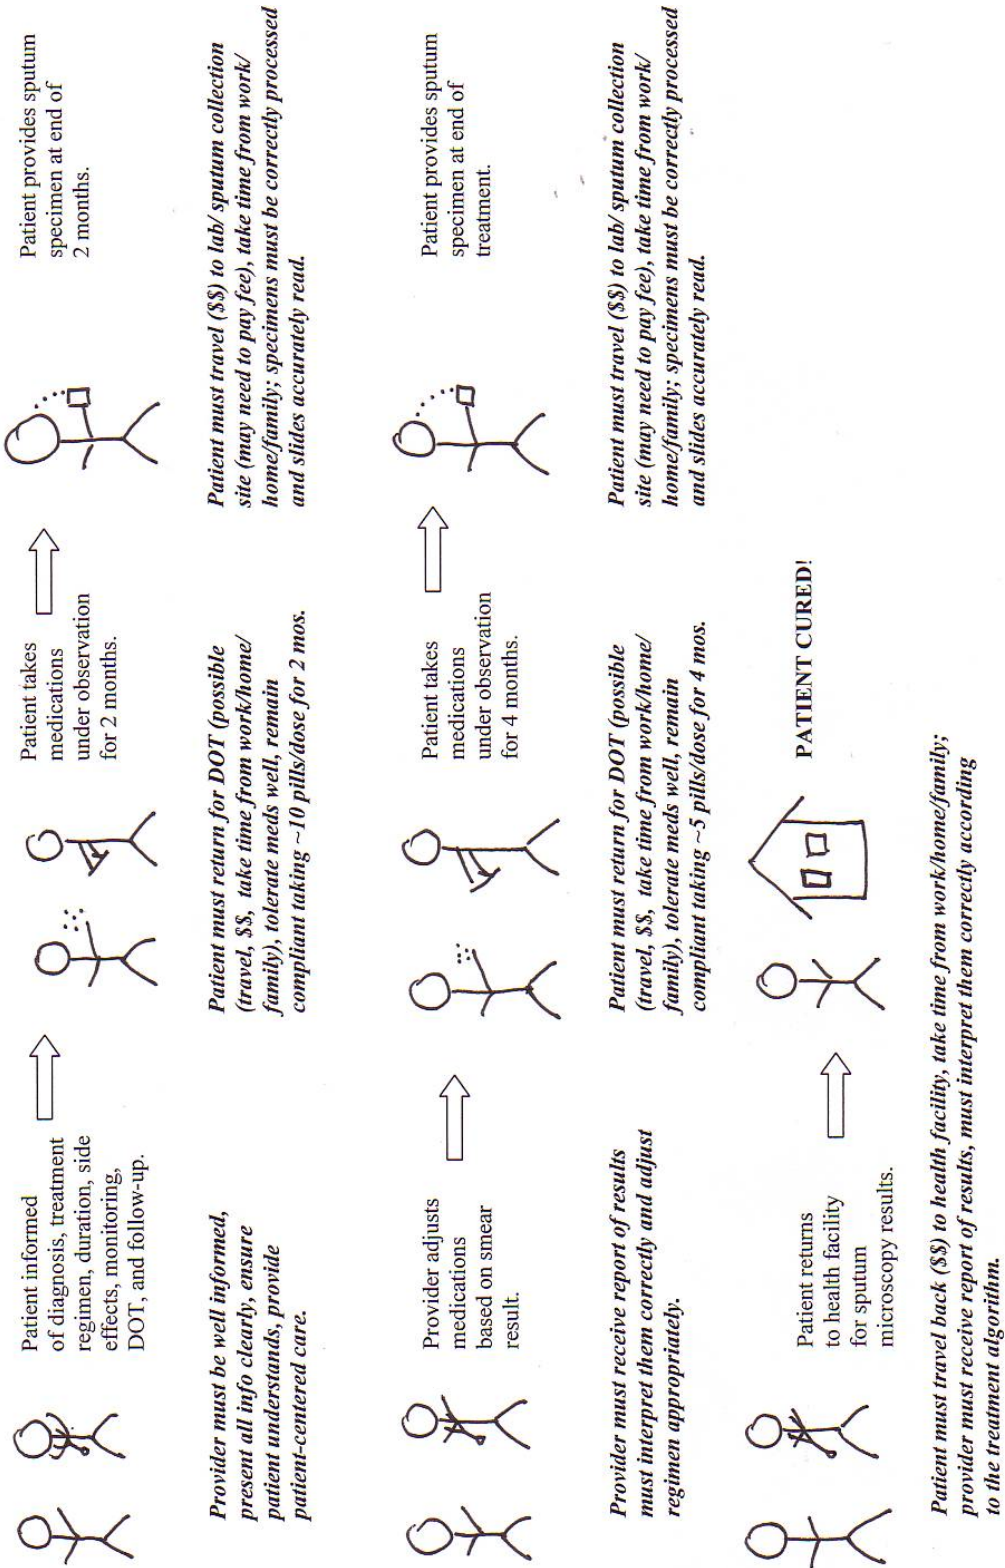 Patient informed
of diagnosis, treatment
regimen, duration, side
effects, monitoring,
DOT, and follow-up.
Patient takes
medications
under observation
for 2 months.
Patient provides sputum
specimen at end of
2 months.
Provider must be well informed,
present all info clearly, ensure
patient understands, provide
patient-centered care.
Patient must return for DOT (possible
(travel, $$, take time from work/home/
family), tolerate meds well, remain
compliant taking ~10 pills/dose for 2 mos.
Patient must travel ($$) to lab/ sputum collection
site (may need to pay fee), take time from work/
home/family; specimens must be correctly processed
and slides accurately read.
Provider adjusts
medications
based on smear
result.
Patient takes
medications
under observation
for 4 months.
Patient provides sputum
specimen at end of
treatment.
Provider must receive report of results
must interpret them correctly and adjust
regimen appropriately.
Patient must return for DOT (possible
(travel, $$, take time from work/home/
family), tolerate meds well, remain
compliant taking ~5 pills/dose for 4 mos.
Patient must travel ($$) to lab/ sputum collection
site (may need to pay fee), take time from work/
home/family; specimens must be correctly processed
and slides accurately read.
Patient returns
to health facility
for sputum
microscopy results.
PATIENT CURED!
Patient must travel back ($$) to health facility, take time from work/home/family;
provider must receive report of results, must interpret them correctly according
to the treatment algorithm.